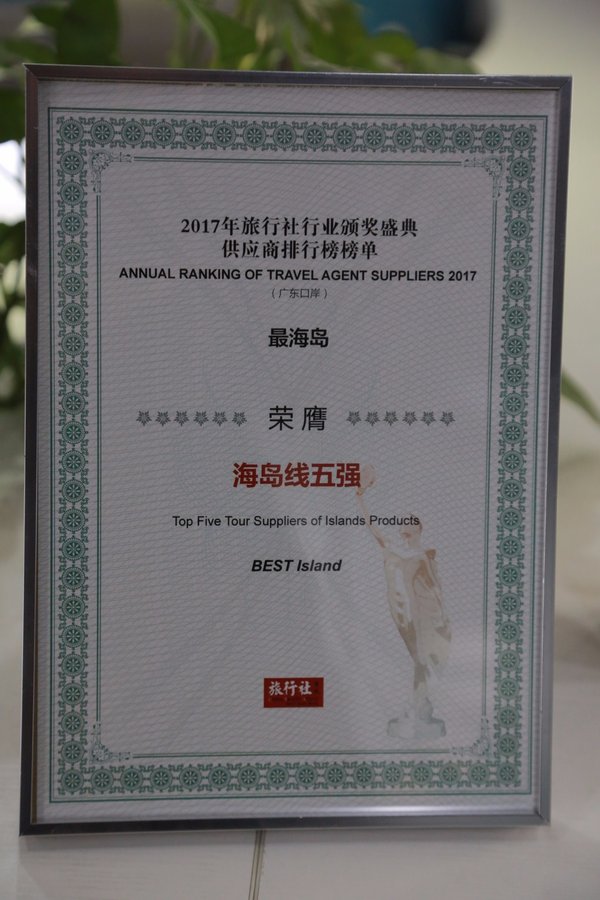 2017年旅行社行业颁奖盛典
供应商排行榜榜单
ANNUAL RANKING OF TRAVEL AGENT SUPPLIERS 2017
（广东口岸）
最海岛
荣膺
海岛线五强
Top Five Tour Suppliers of Islands Products
BEST Island
旅行社